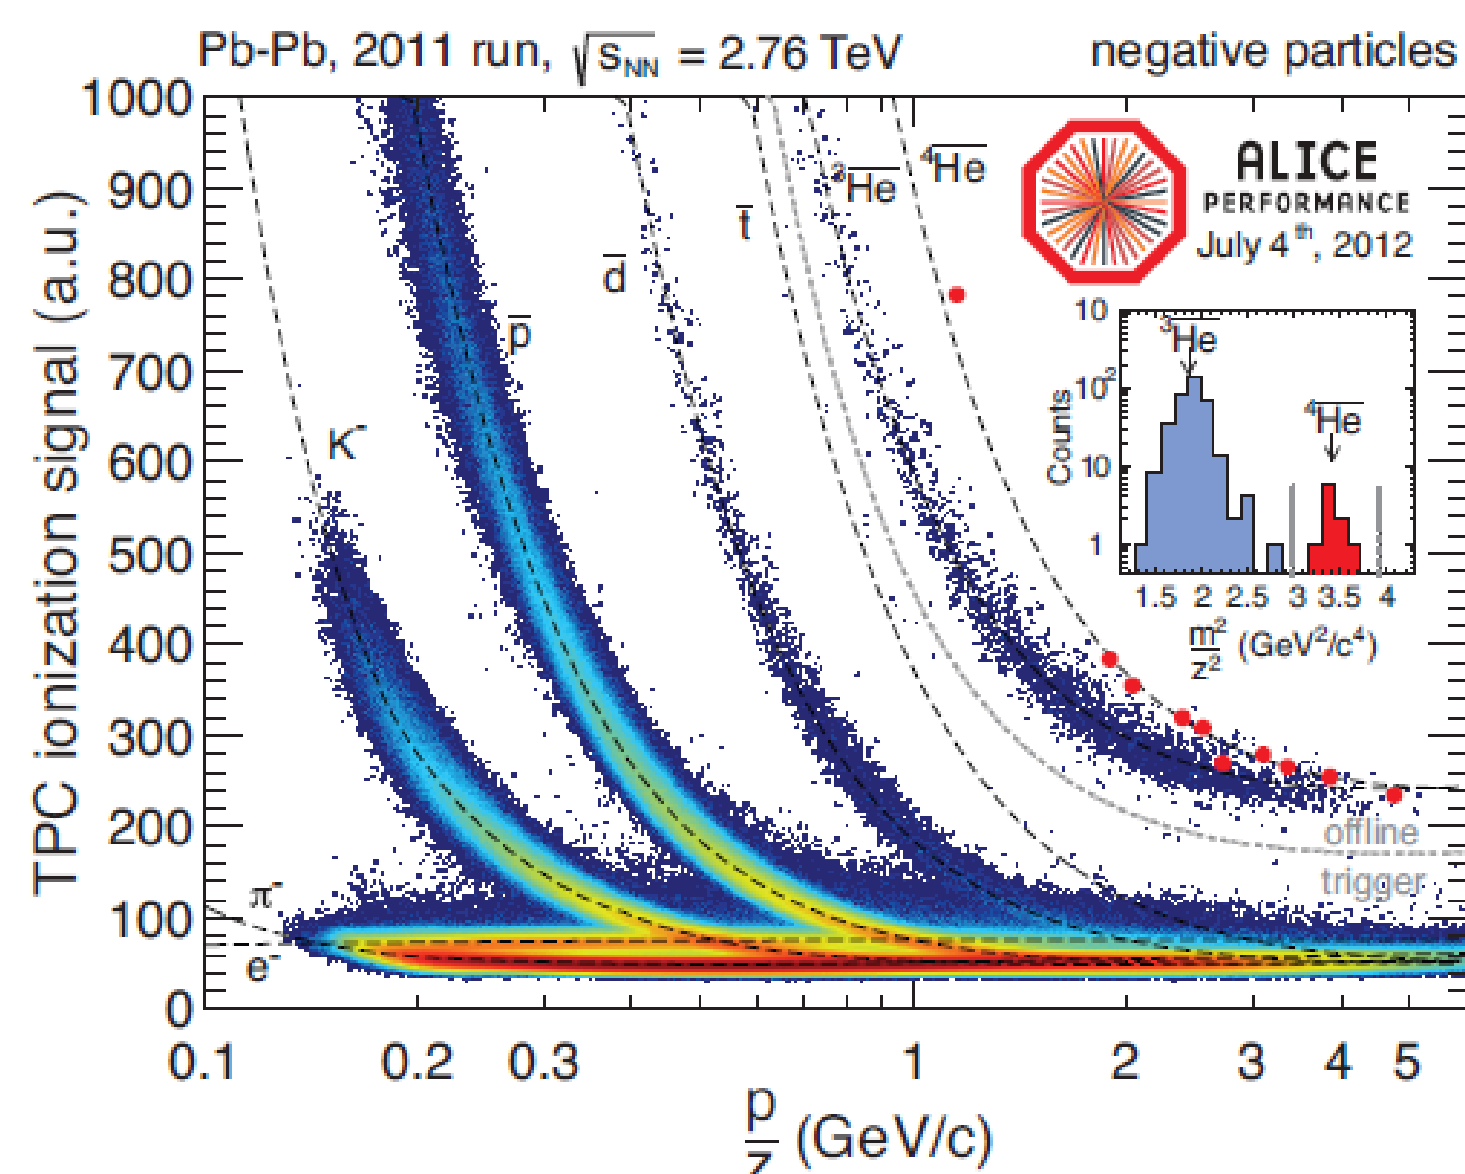 Pb-Pb, 2011 run, √sNN = 2.76 TeV
negative particles
TPC ionization signal (a.u.)
1000
900
800
700
600
500
400
300
200
100
0
π-
e-
K-
p̅
d̅
t̅
3He
4He
ALICE
PERFORMANCE
July 4th, 2012
Counts
10
10²
10
1
3He
4He
1.5 2 2.5 3 3.5 4
m²/z² (GeV²/c⁴)
offline
trigger
0.1 0.2 0.3 1 2 3 4 5
p/z (GeV/c)